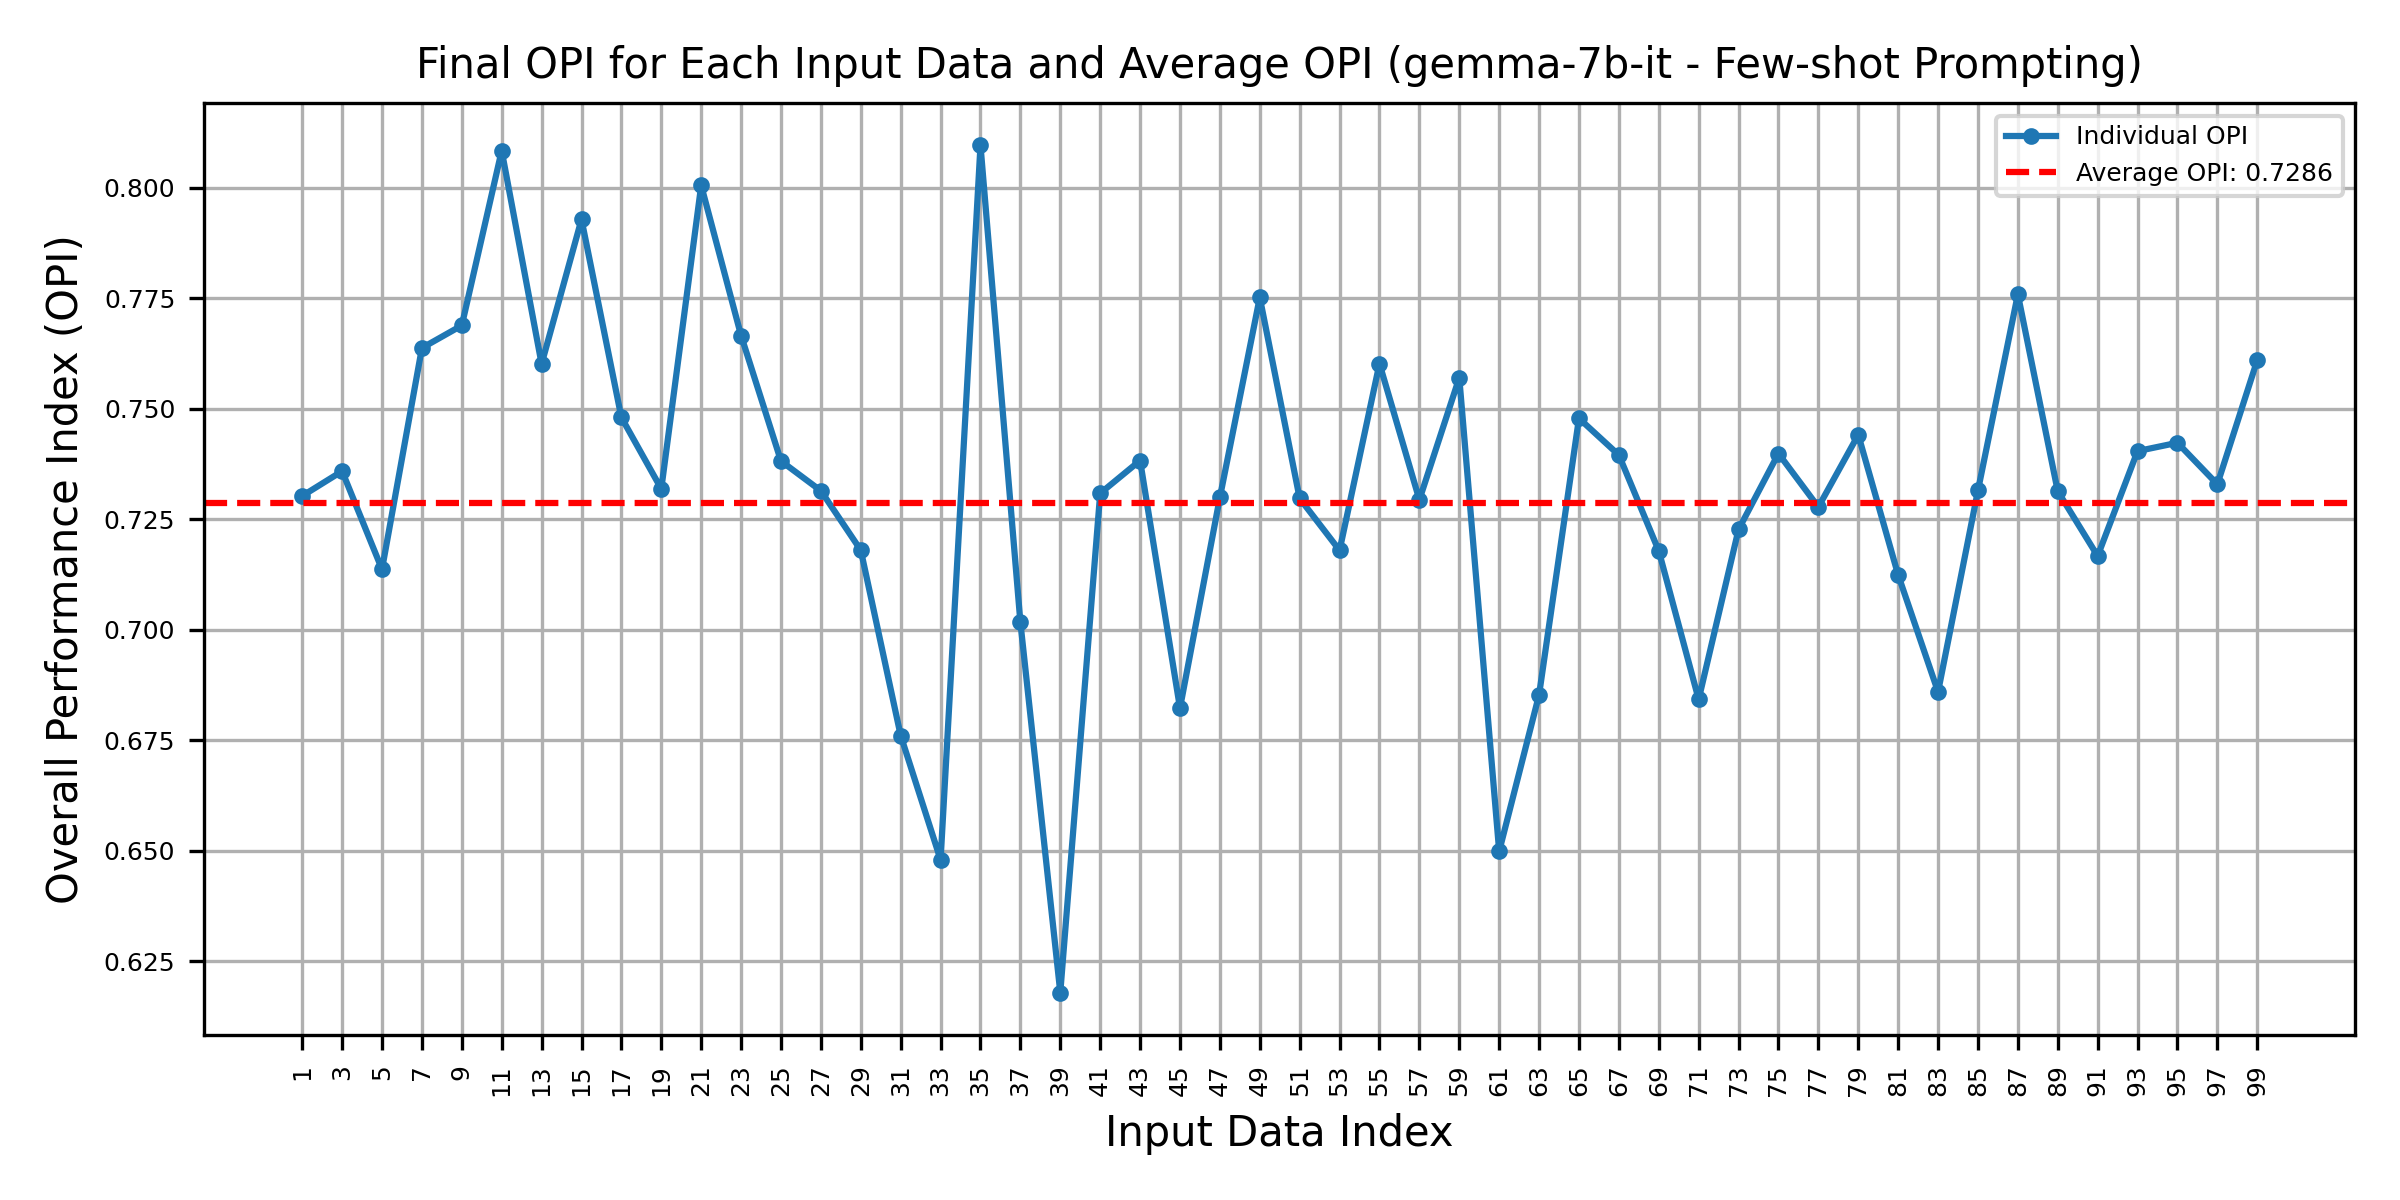 Final OPI for Each Input Data and Average OPI (gemma-7b-it - Few-shot Prompting)
Individual OPI
Average OPI: 0.7286
Overall Performance Index (OPI)
0.800
0.775
0.750
0.725
0.700
0.675
0.650
0.625
1 3 5 7 9 11 13 15 17 19 21 23 25 27 29 31 33 35 37 39 41 43 45 47 49 51 53 55 57 59 61 63 65 67 69 71 73 75 77 79 81 83 85 87 89 91 93 95 97 99
Input Data Index